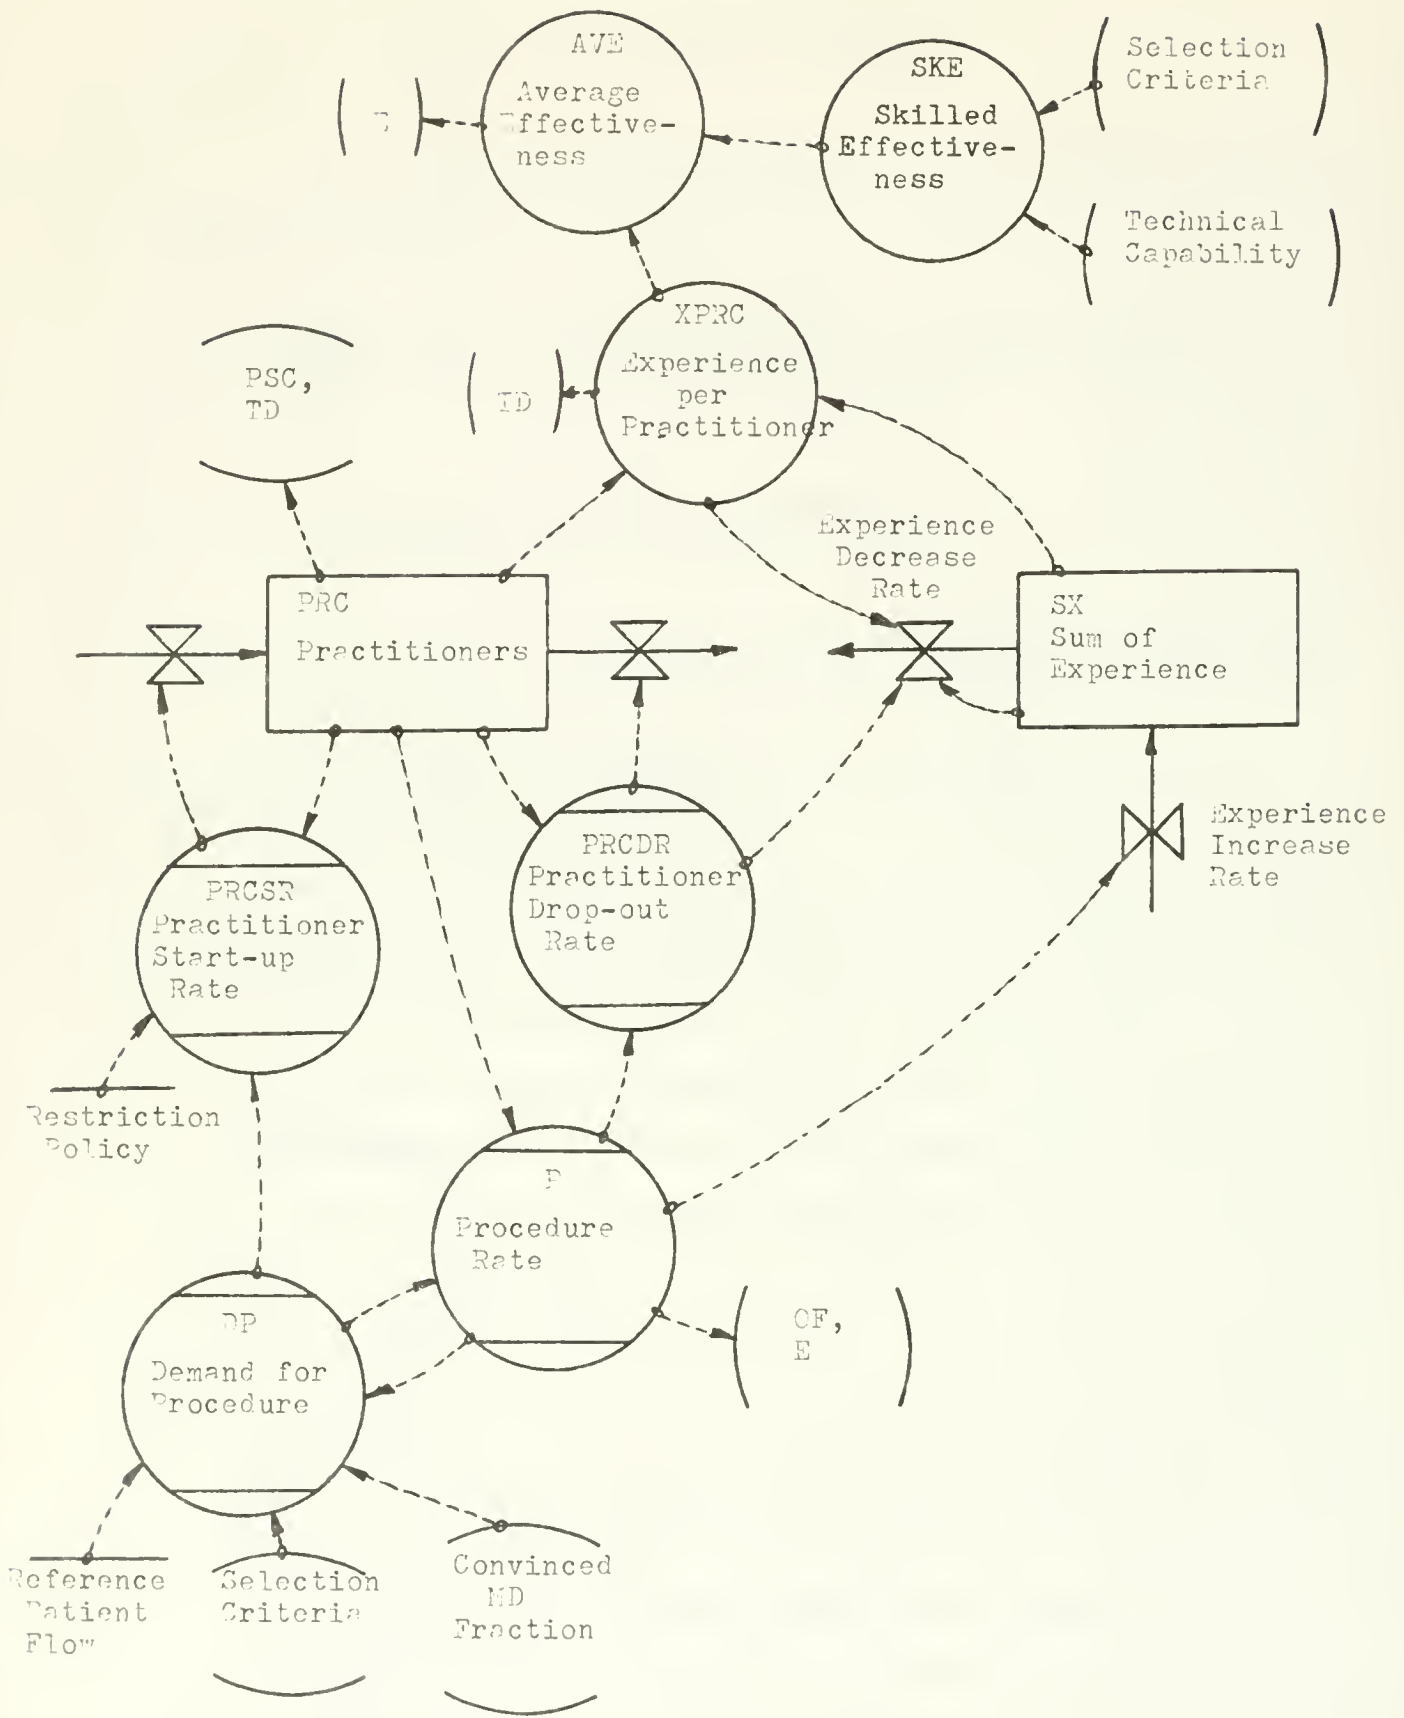 AVE
Average
Effective-
ness
SKE
Skilled
Effective-
ness
Selection
Criteria
Technical
Capability
XPRC
Experience
per
Practitioner
PSC,
TD
TD
Experience
Decrease
Rate
PRC
Practitioners
SX
Sum of
Experience
Experience
Increase
Rate
PRCSR
Practitioner
Start-up
Rate
PRCDR
Practitioner
Drop-out
Rate
Restriction
Policy
P
Procedure
Rate
OF,
E
DP
Demand for
Procedure
Reference
Patient
Flow
Selection
Criteria
Convinced
MD
Fraction